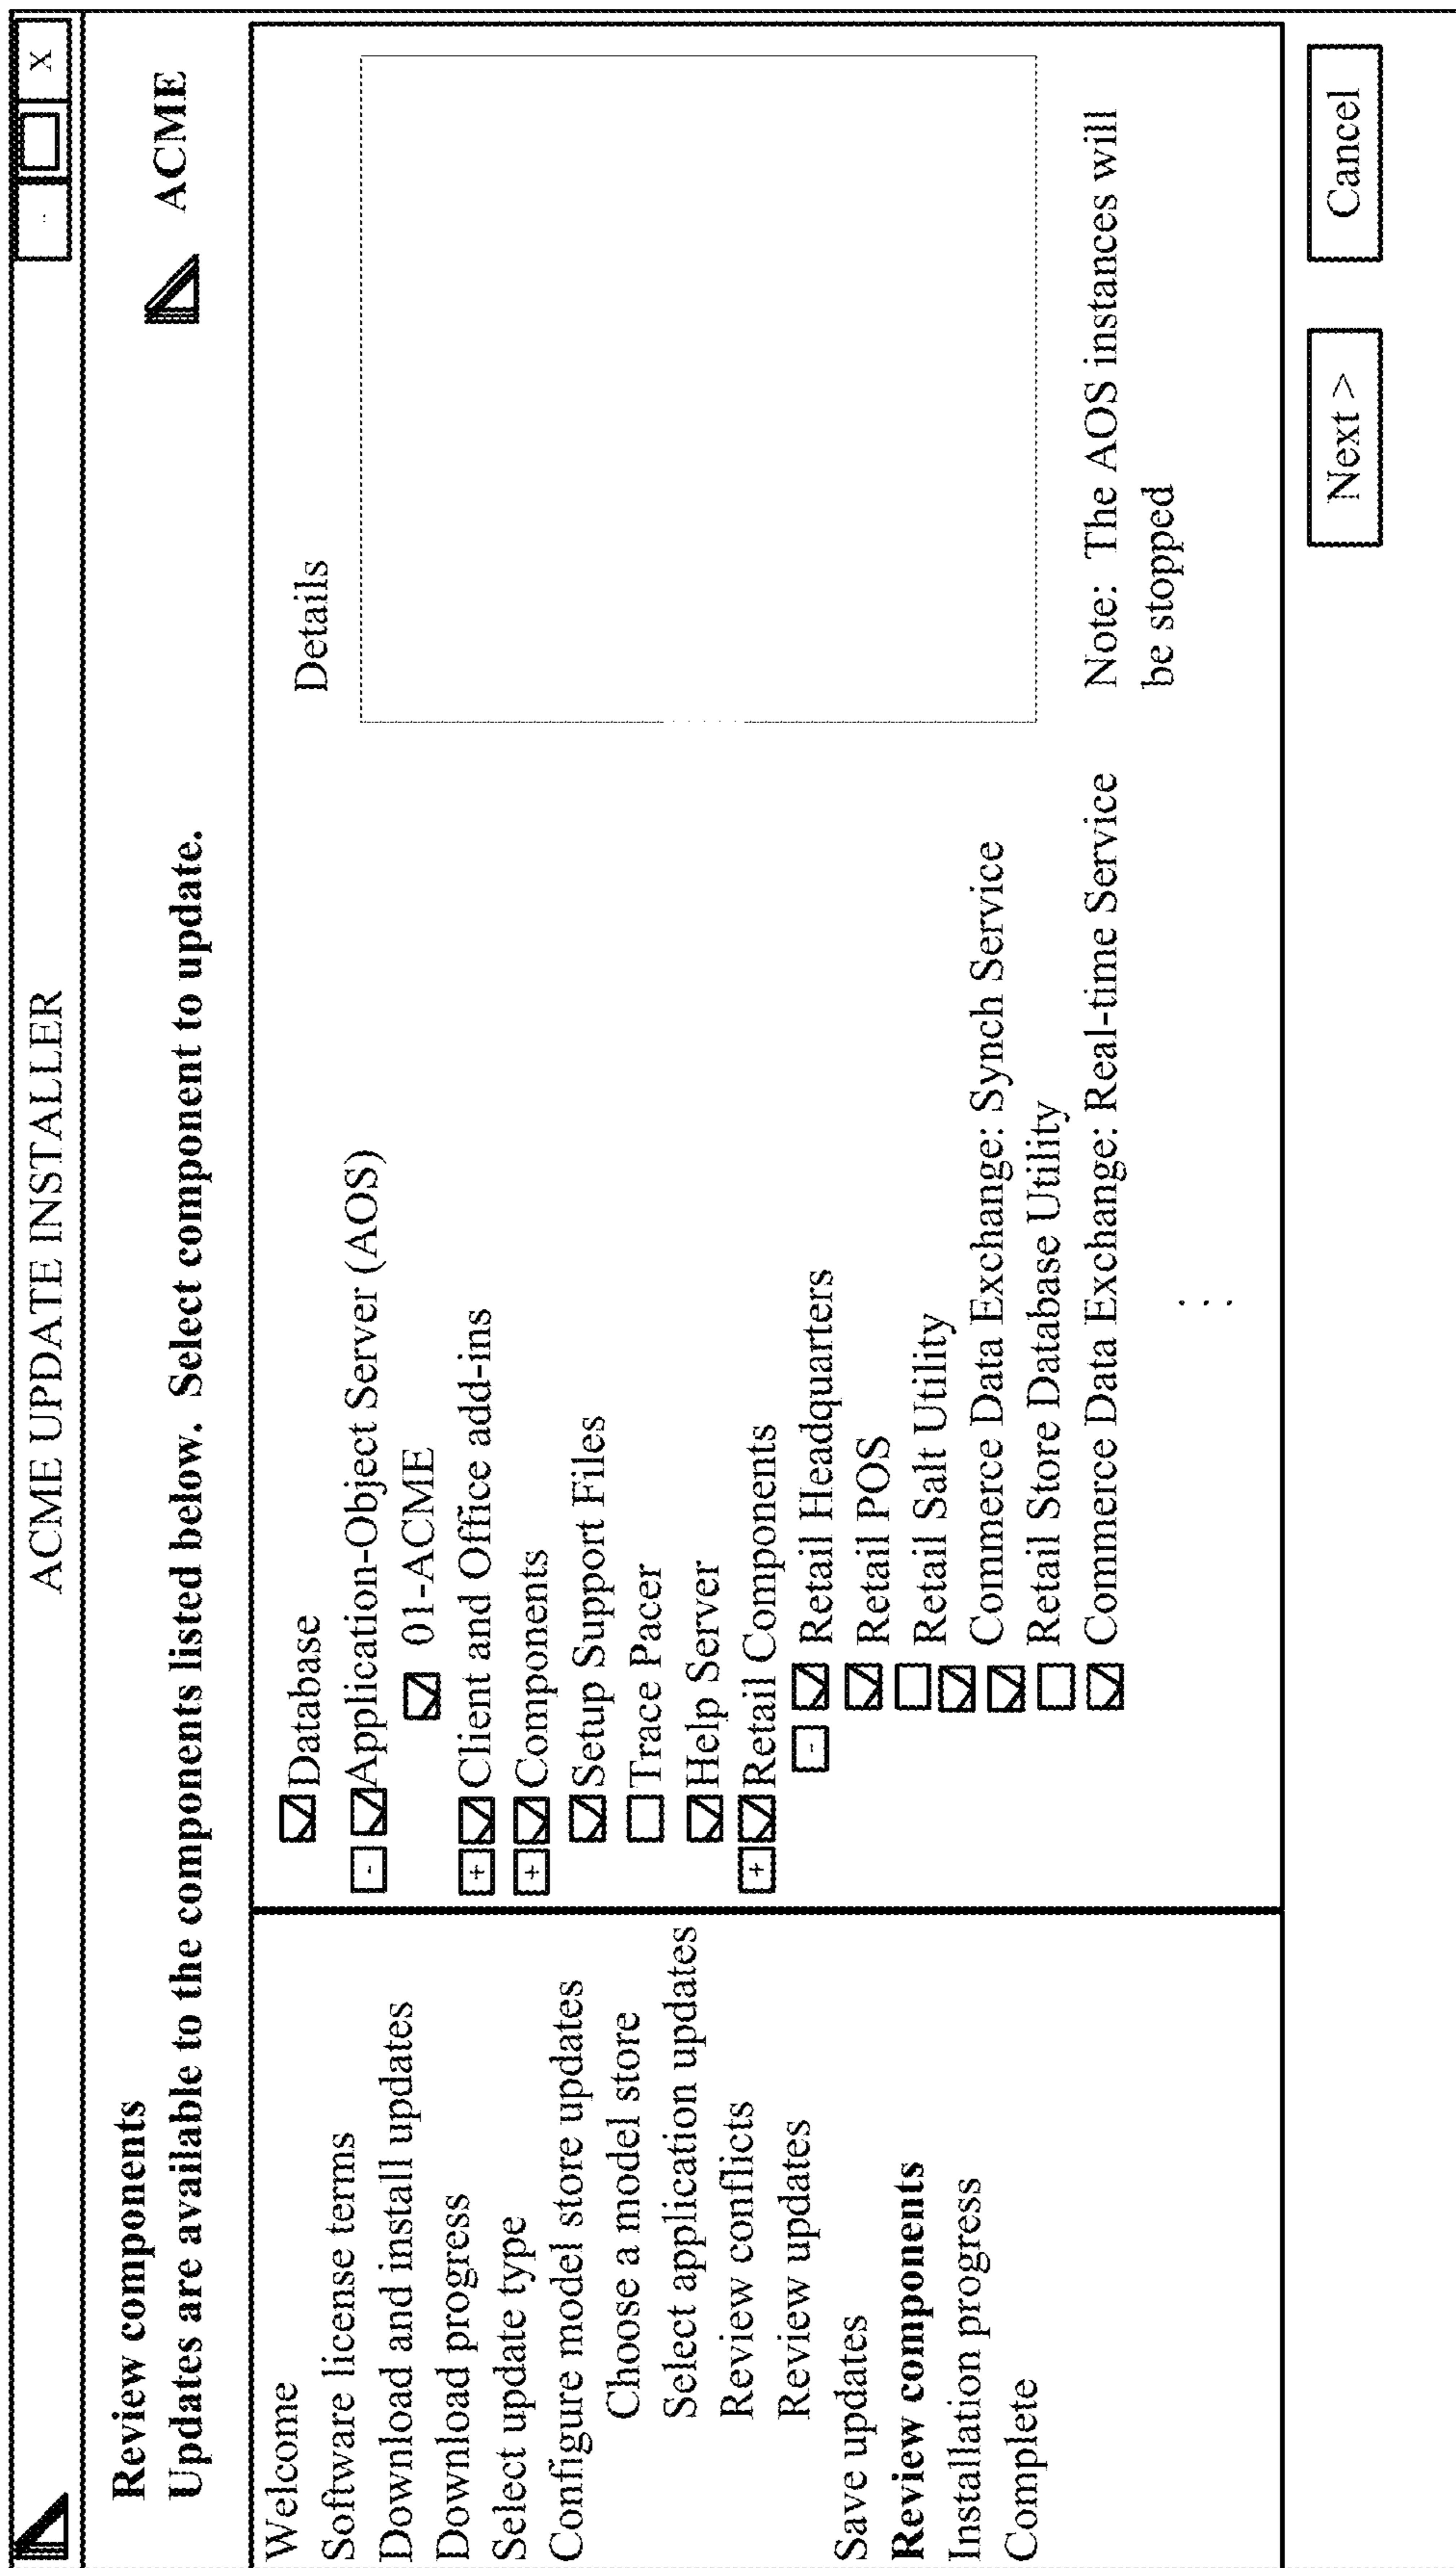 ACME UPDATE INSTALLER
- X
Review components
Updates are available to the components listed below. Select component to update.
ACME
Welcome
Software license terms
Download and install updates
Download progress
Select update type
Configure model store updates
Choose a model store
Select application updates
Review conflicts
Review updates
Save updates
Review components
Installation progress
Complete
Database
- Application-Object Server (AOS)
01-ACME
+ Client and Office add-ins
+ Components
Setup Support Files
Trace Pacer
Help Server
+ Retail Components
- Retail Headquarters
Retail POS
Retail Salt Utility
Commerce Data Exchange: Synch Service
Retail Store Database Utility
Commerce Data Exchange: Real-time Service
. . .
Details
Note: The AOS instances will
be stopped
Next >
Cancel